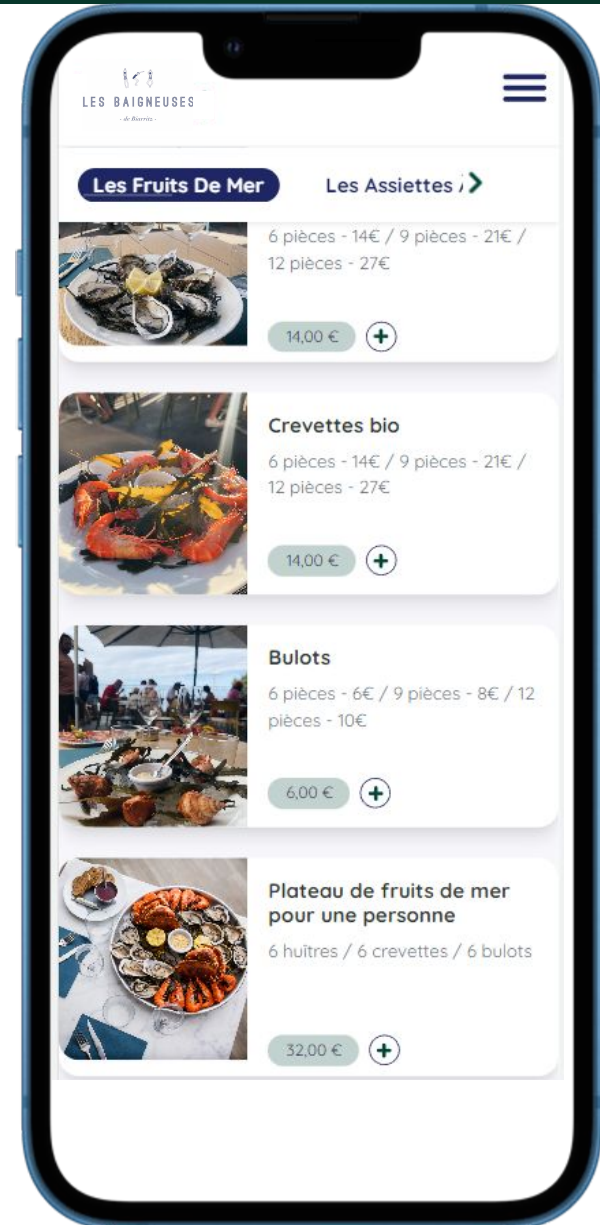 LES BAIGNEUSES
- de Biarritz -
Les Fruits De Mer
Les Assiettes
6 pièces - 14€ / 9 pièces - 21€ /
12 pièces - 27€
14,00 €
Crevettes bio
6 pièces - 14€ / 9 pièces - 21€ /
12 pièces - 27€
14,00 €
Bulots
6 pièces - 6€ / 9 pièces - 8€ / 12
pièces - 10€
6,00 €
Plateau de fruits de mer
pour une personne
6 huîtres / 6 crevettes / 6 bulots
32,00 €